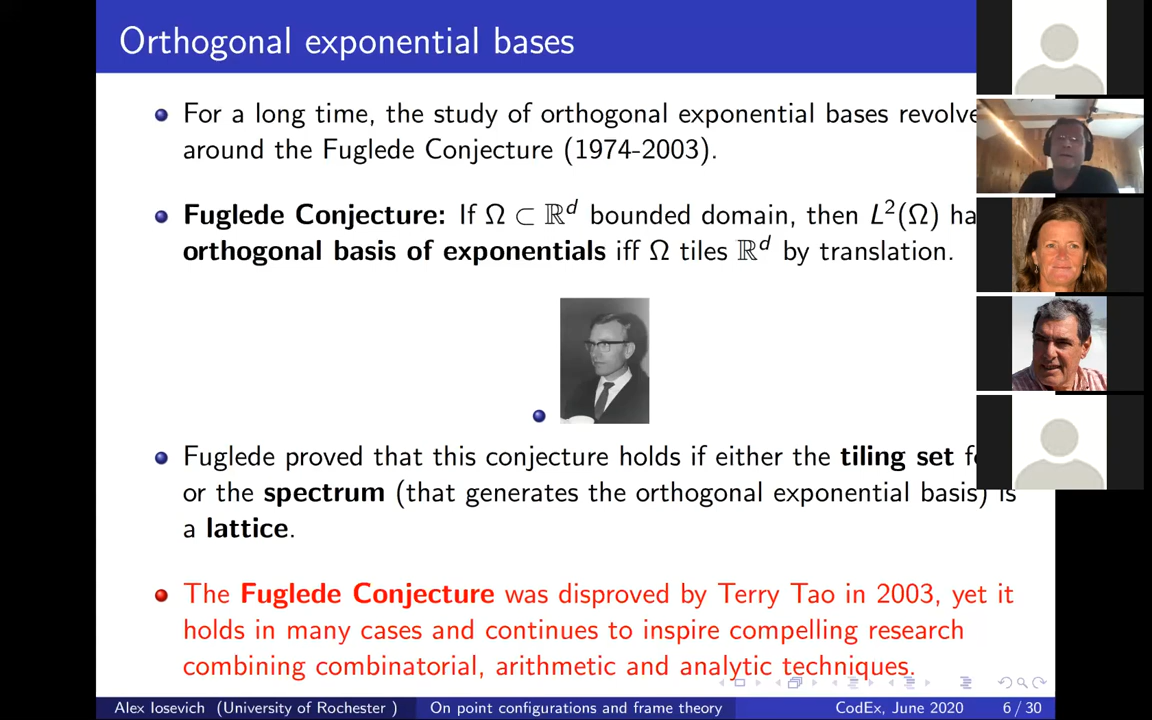 Orthogonal exponential bases
For a long time, the study of orthogonal exponential bases revolve
around the Fuglede Conjecture (1974-2003).
Fuglede Conjecture: If Ω ⊂ ℝᵈ bounded domain, then L²(Ω) ha
orthogonal basis of exponentials iff Ω tiles ℝᵈ by translation.
Fuglede proved that this conjecture holds if either the tiling set
or the spectrum (that generates the orthogonal exponential basis) is
a lattice.
The Fuglede Conjecture was disproved by Terry Tao in 2003, yet it
holds in many cases and continues to inspire compelling research
combining combinatorial, arithmetic and analytic techniques.
Alex Iosevich (University of Rochester ) On point configurations and frame theory CodEx, June 2020 6 / 30